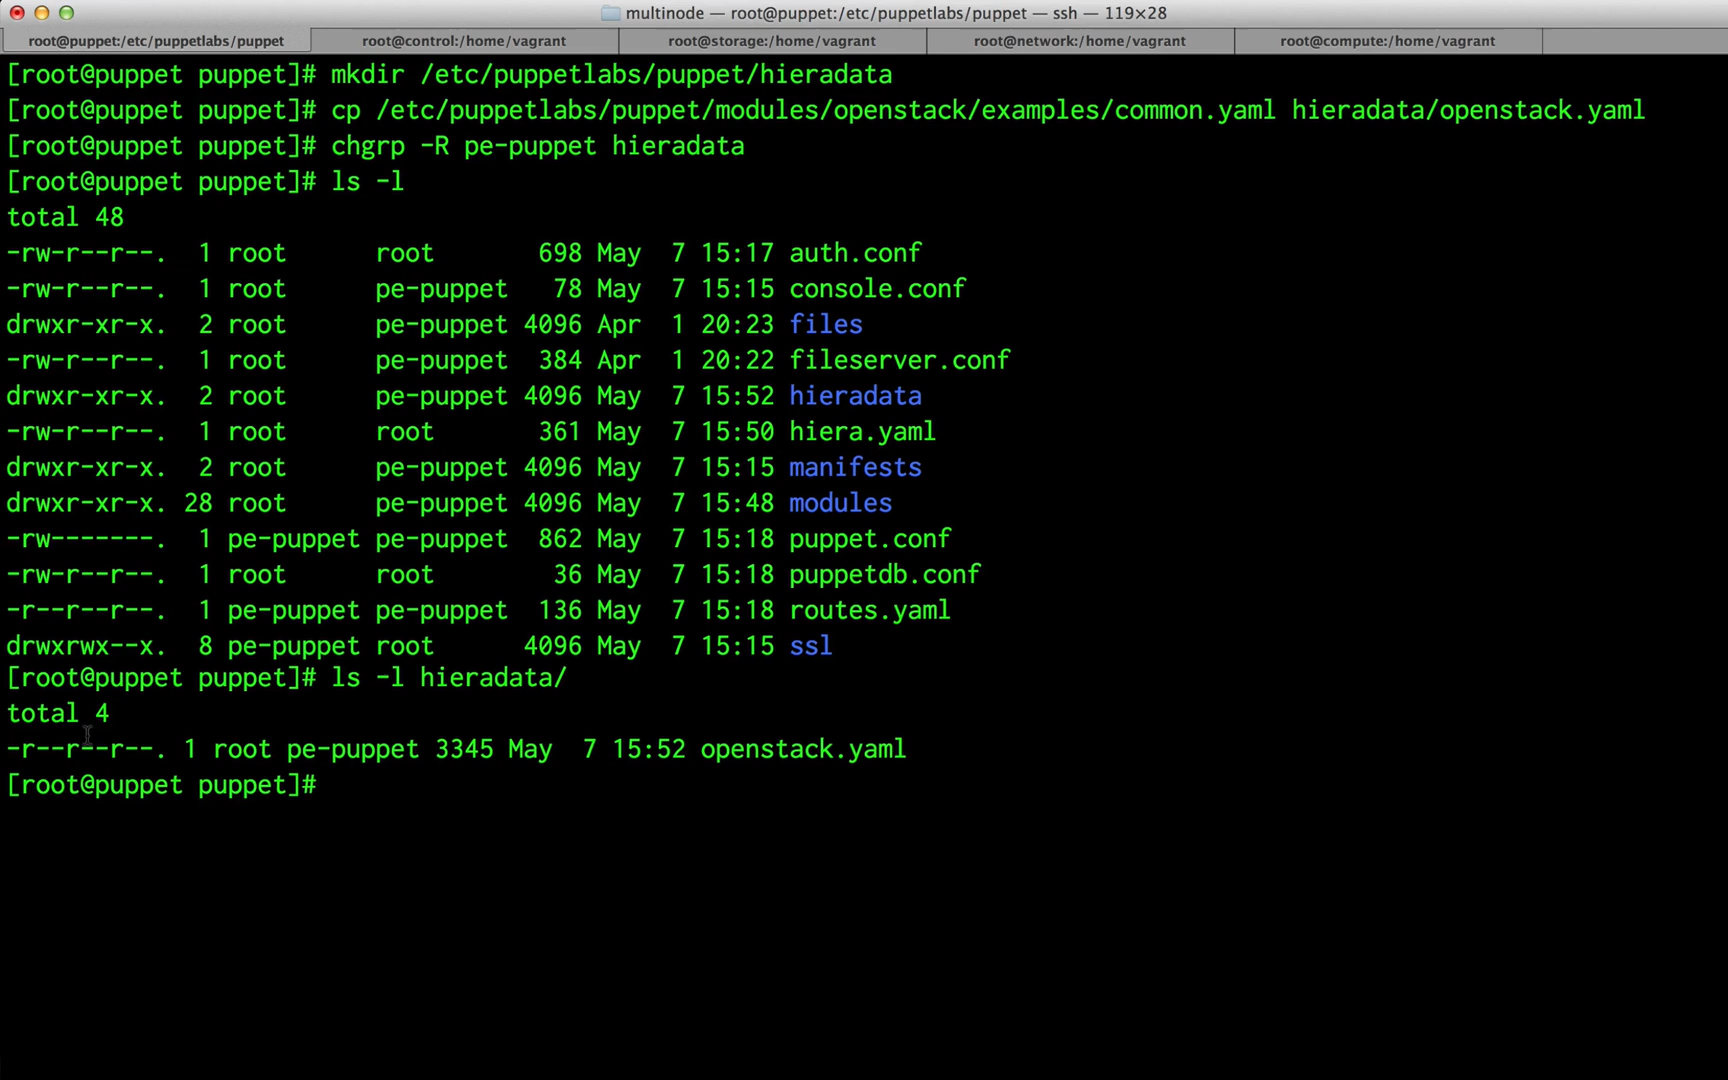 multinode — root@puppet:/etc/puppetlabs/puppet — ssh — 119×28
root@puppet:/etc/puppetlabs/puppet root@control:/home/vagrant root@storage:/home/vagrant root@network:/home/vagrant root@compute:/home/vagrant
[root@puppet puppet]# mkdir /etc/puppetlabs/puppet/hieradata
[root@puppet puppet]# cp /etc/puppetlabs/puppet/modules/openstack/examples/common.yaml hieradata/openstack.yaml
[root@puppet puppet]# chgrp -R pe-puppet hieradata
[root@puppet puppet]# ls -l
total 48
-rw-r--r--.  1 root      root       698 May  7 15:17 auth.conf
-rw-r--r--.  1 root      pe-puppet   78 May  7 15:15 console.conf
drwxr-xr-x.  2 root      pe-puppet 4096 Apr  1 20:23 files
-rw-r--r--.  1 root      pe-puppet  384 Apr  1 20:22 fileserver.conf
drwxr-xr-x.  2 root      pe-puppet 4096 May  7 15:52 hieradata
-rw-r--r--.  1 root      root       361 May  7 15:50 hiera.yaml
drwxr-xr-x.  2 root      pe-puppet 4096 May  7 15:15 manifests
drwxr-xr-x. 28 root      pe-puppet 4096 May  7 15:48 modules
-rw-------.  1 pe-puppet pe-puppet  862 May  7 15:18 puppet.conf
-rw-r--r--.  1 root      root        36 May  7 15:18 puppetdb.conf
-r--r--r--.  1 pe-puppet pe-puppet  136 May  7 15:18 routes.yaml
drwxrwx--x.  8 pe-puppet root      4096 May  7 15:15 ssl
[root@puppet puppet]# ls -l hieradata/
total 4
-r--r--r--. 1 root pe-puppet 3345 May  7 15:52 openstack.yaml
[root@puppet puppet]#